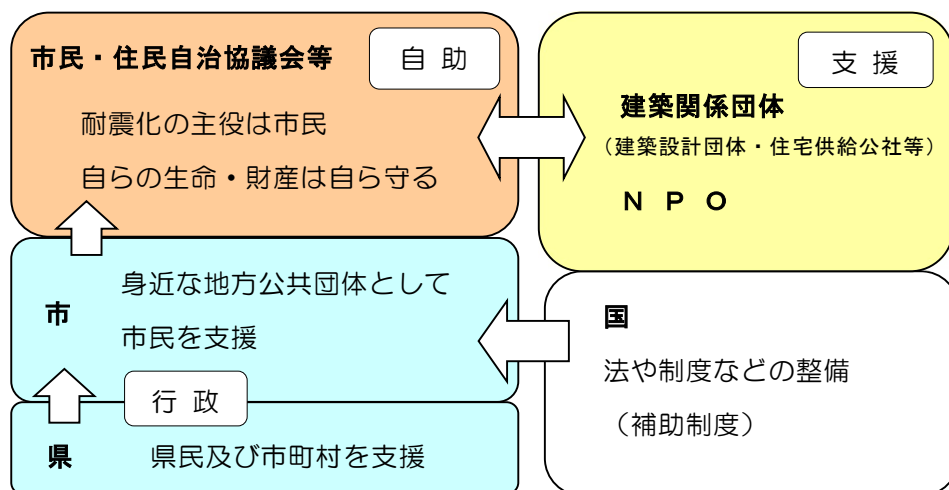 市民・住民自治協議会等
自 助
耐震化の主役は市民
自らの生命・財産は自ら守る
支 援
建築関係団体
（建築設計団体・住宅供給公社等）
Ｎ Ｐ Ｏ
市
身近な地方公共団体として
市民を支援
行 政
県
県民及び市町村を支援
国
法や制度などの整備
（補助制度）